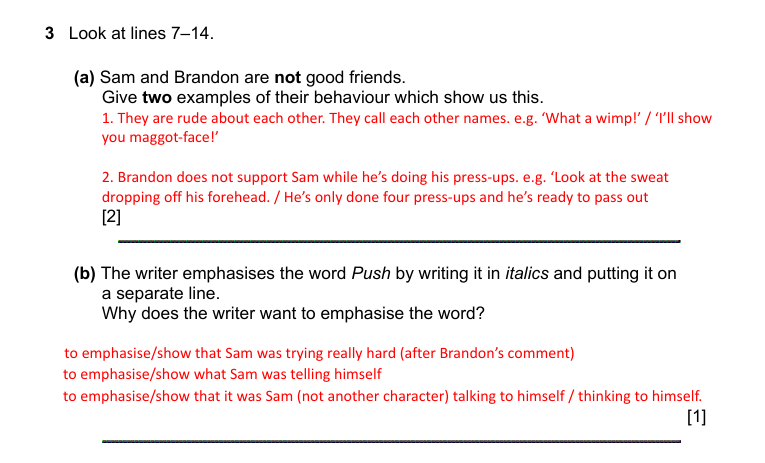 3 Look at lines 7–14.
(a) Sam and Brandon are not good friends.
Give two examples of their behaviour which show us this.
1. They are rude about each other. They call each other names. e.g. ‘What a wimp!’ / ‘I’ll show
you maggot-face!’
2. Brandon does not support Sam while he’s doing his press-ups. e.g. ‘Look at the sweat
dropping off his forehead. / He’s only done four press-ups and he’s ready to pass out
[2]
(b) The writer emphasises the word Push by writing it in italics and putting it on
a separate line.
Why does the writer want to emphasise the word?
to emphasise/show that Sam was trying really hard (after Brandon’s comment)
to emphasise/show what Sam was telling himself
to emphasise/show that it was Sam (not another character) talking to himself / thinking to himself.
[1]